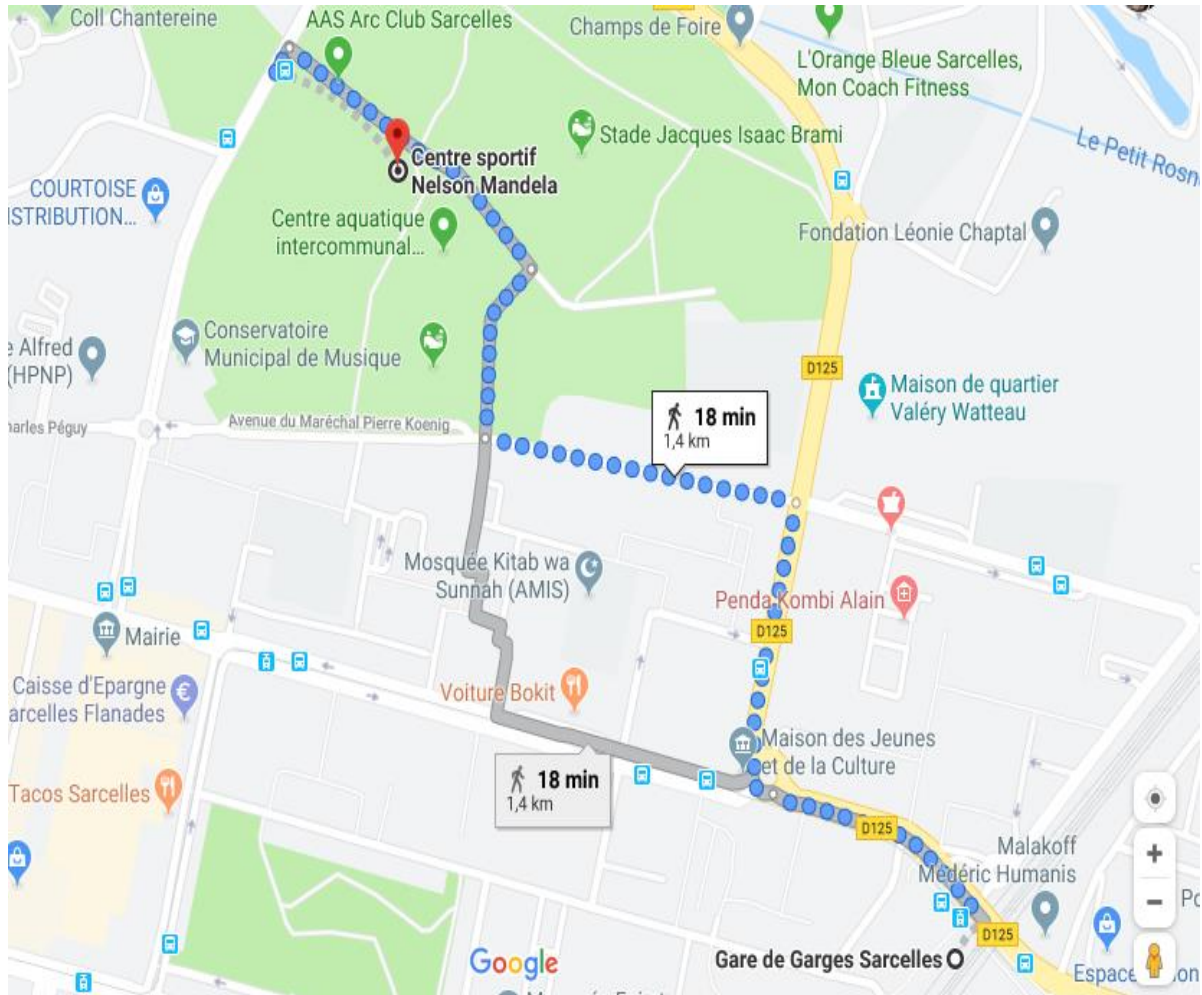 Coll Chantereine
AAS Arc Club Sarcelles
Champs de Foire
L'Orange Bleue Sarcelles,
Mon Coach Fitness
Stade Jacques Isaac Brami
Le Petit Rosn
Centre sportif
Nelson Mandela
COURTOISE
ISTRIBUTION...
Centre aquatique
intercommunal...
Fondation Léonie Chaptal
Conservatoire
Municipal de Musique
e Alfred
(HPNP)
D125
Maison de quartier
Valéry Watteau
18 min
1,4 km
Avenue du Maréchal Pierre Koenig
harles Péguy
Mosquée Kitab wa
Sunnah (AMIS)
Penda Kombi Alain
D125
Mairie
Caisse d'Epargne
arcelles Flanades
Voiture Bokit
Maison des Jeunes
et de la Culture
18 min
1,4 km
Tacos Sarcelles
D125
Malakoff
Médéric Humanis
D125
Google
Gare de Garges Sarcelles
Espace